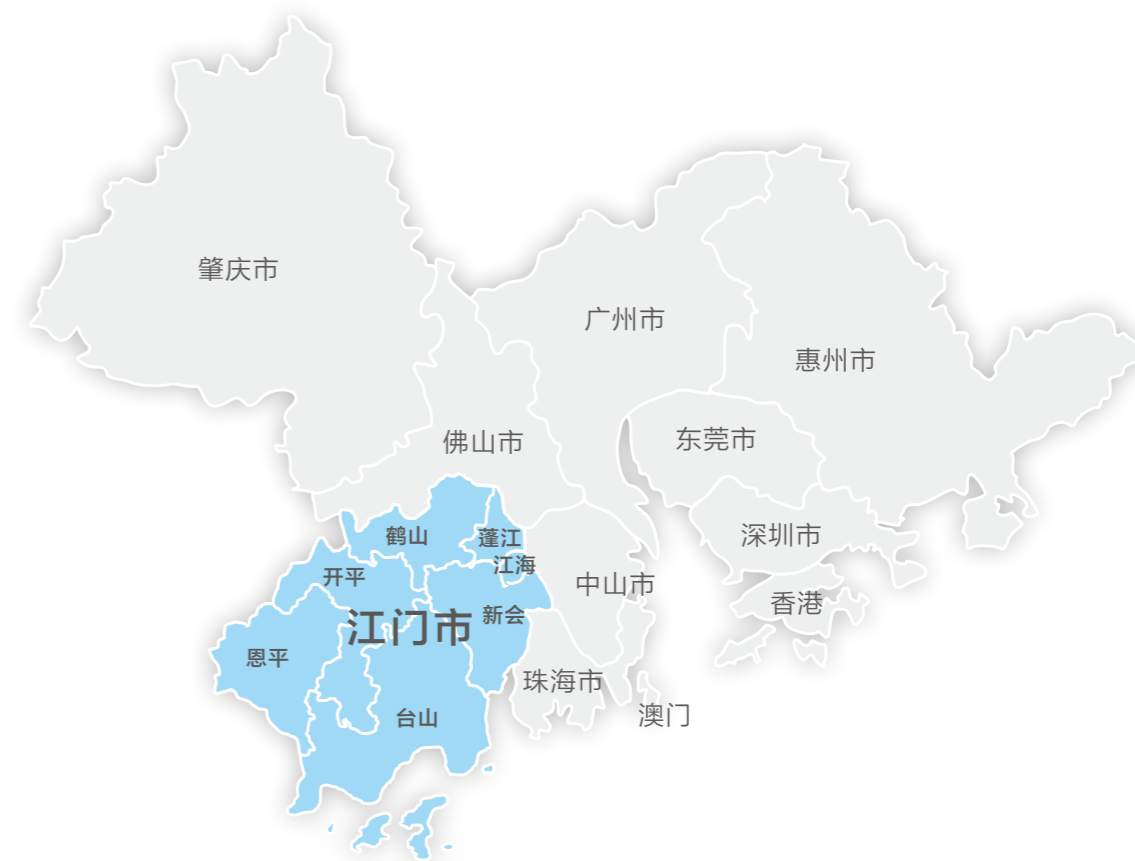 肇庆市
广州市
惠州市
佛山市
东莞市
鹤山
蓬江
深圳市
江海
开平
中山市
香港
新会
江门市
恩平
珠海市
台山
澳门